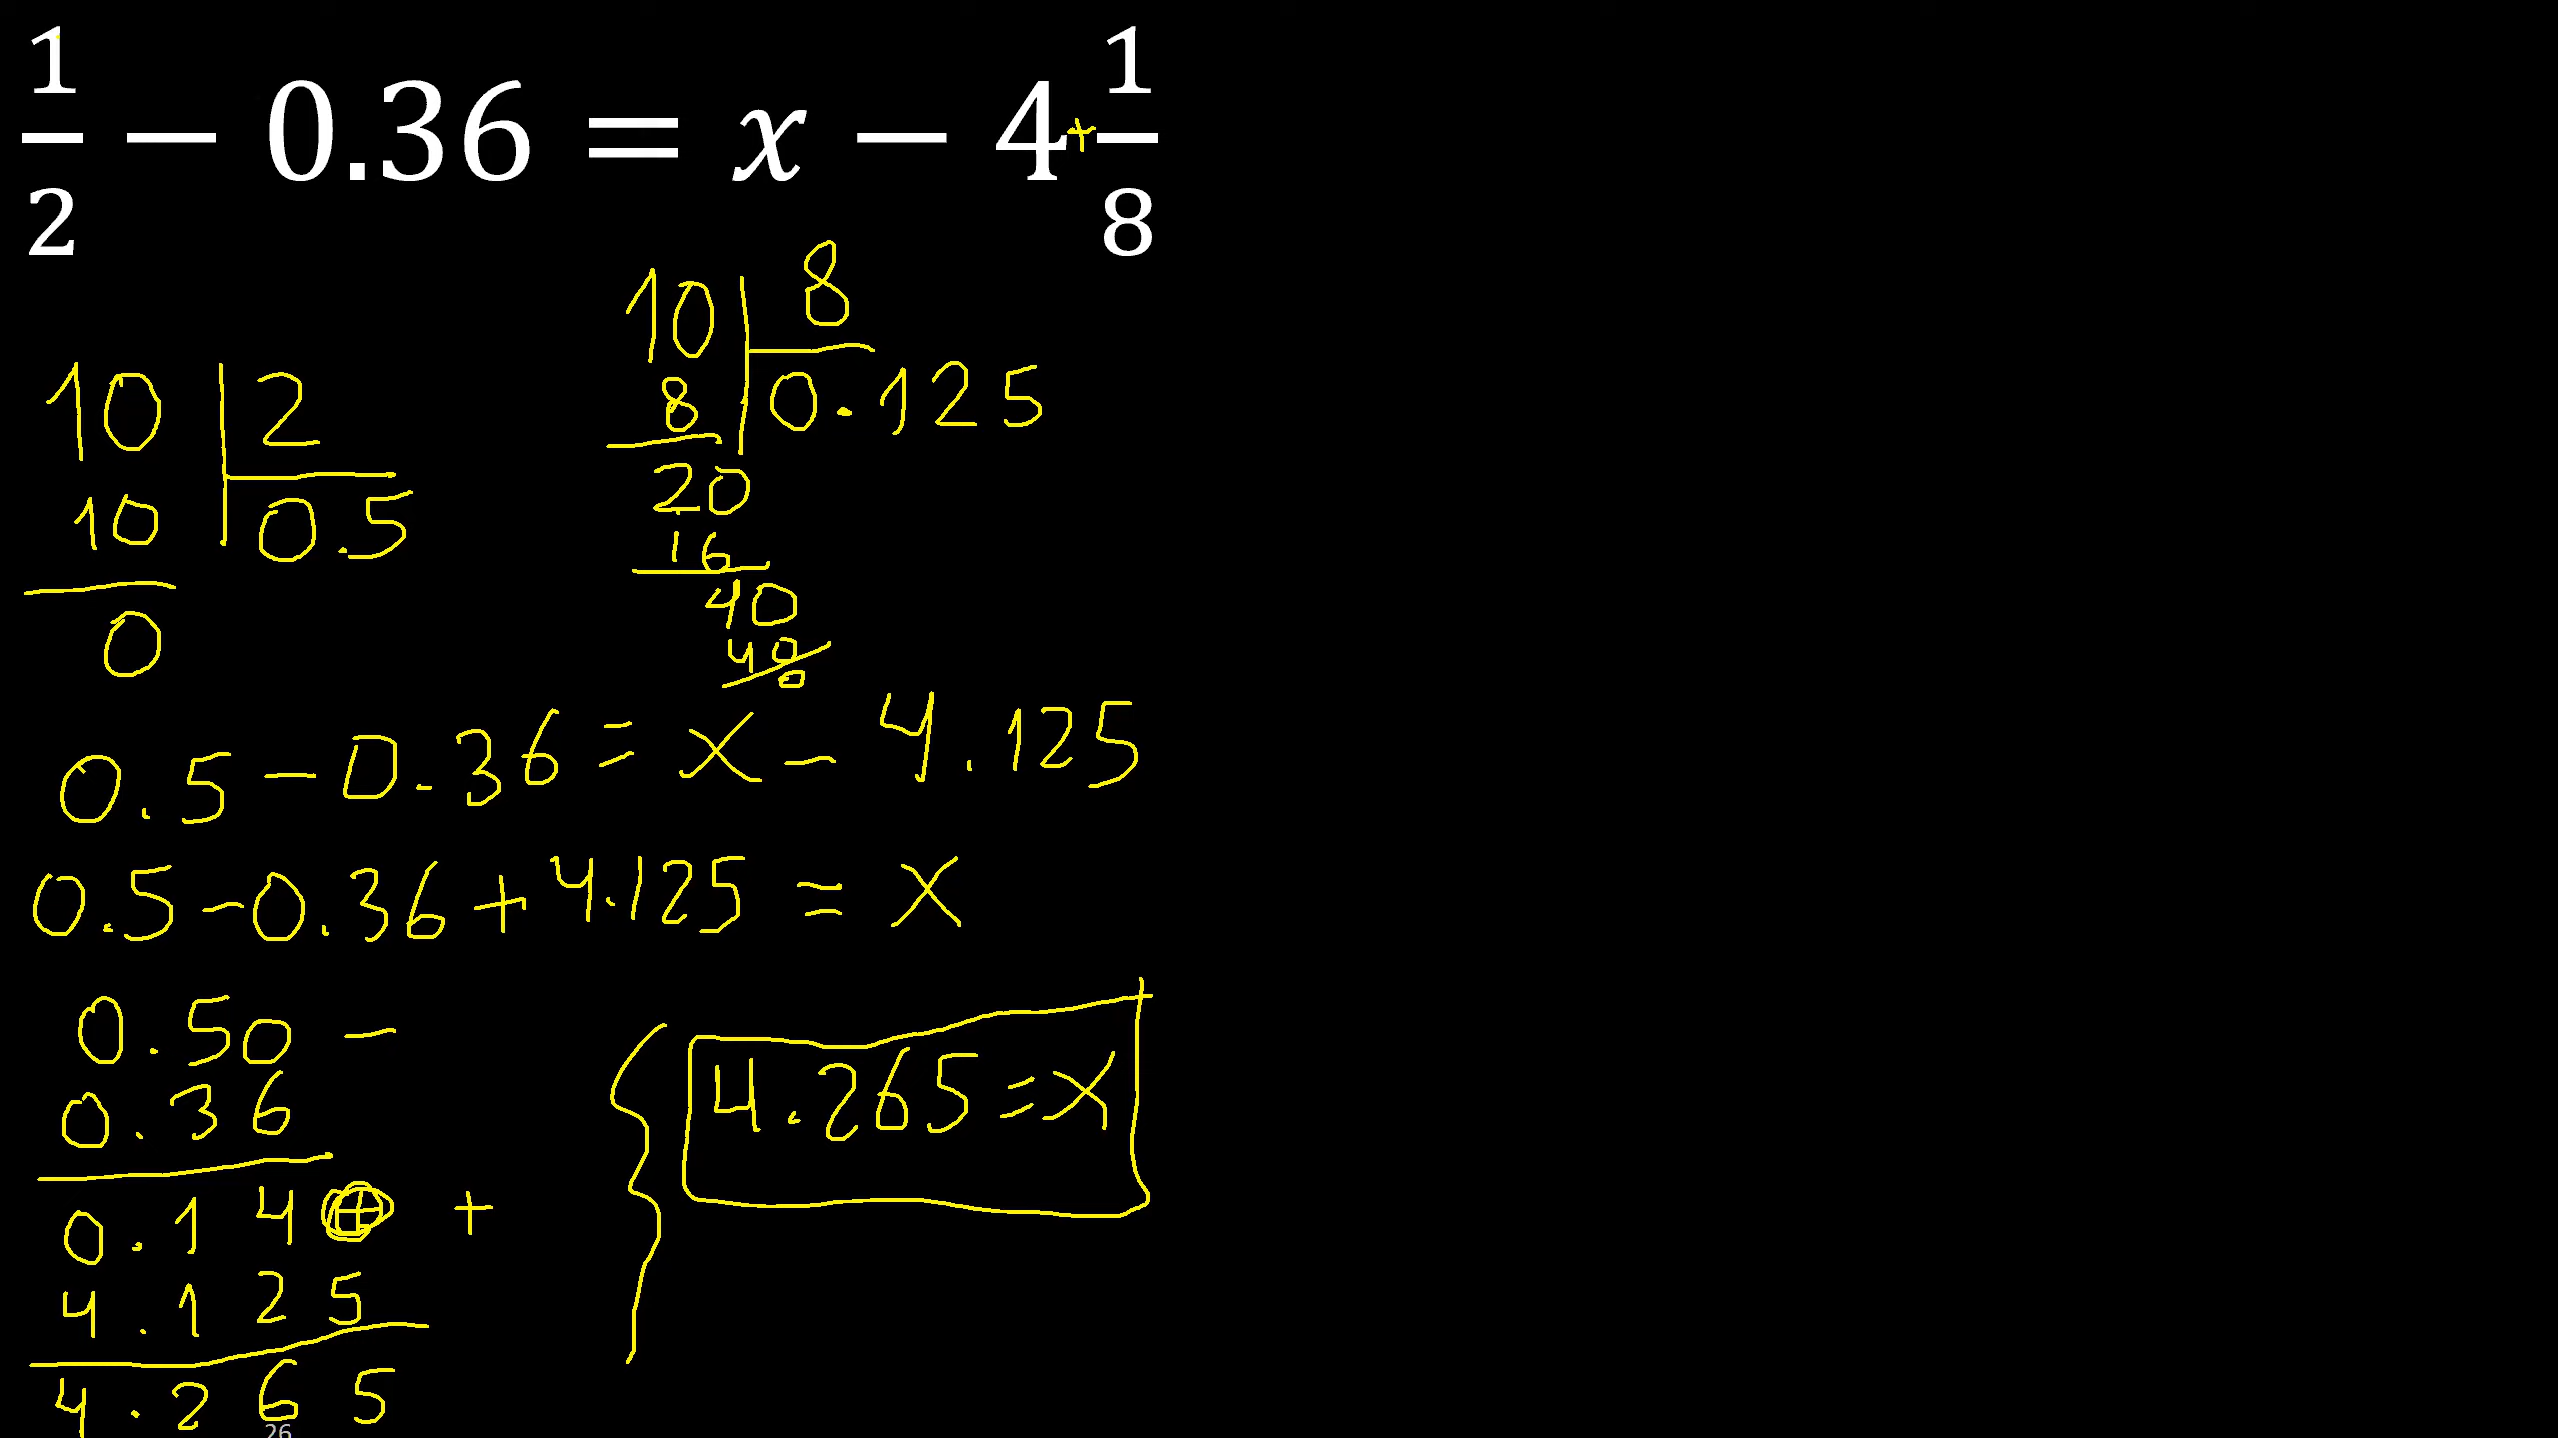 1/2 − 0.36 = x − 4 + 1/8
10 | 2
10 0.5
0
10 | 8
8 0.125
20
16
40
40
0
0.5 − 0.36 = x − 4.125
0.5 − 0.36 + 4.125 = x
0.50 −
0.36
0.14 +
4.125
4.265
4.265 = x
26